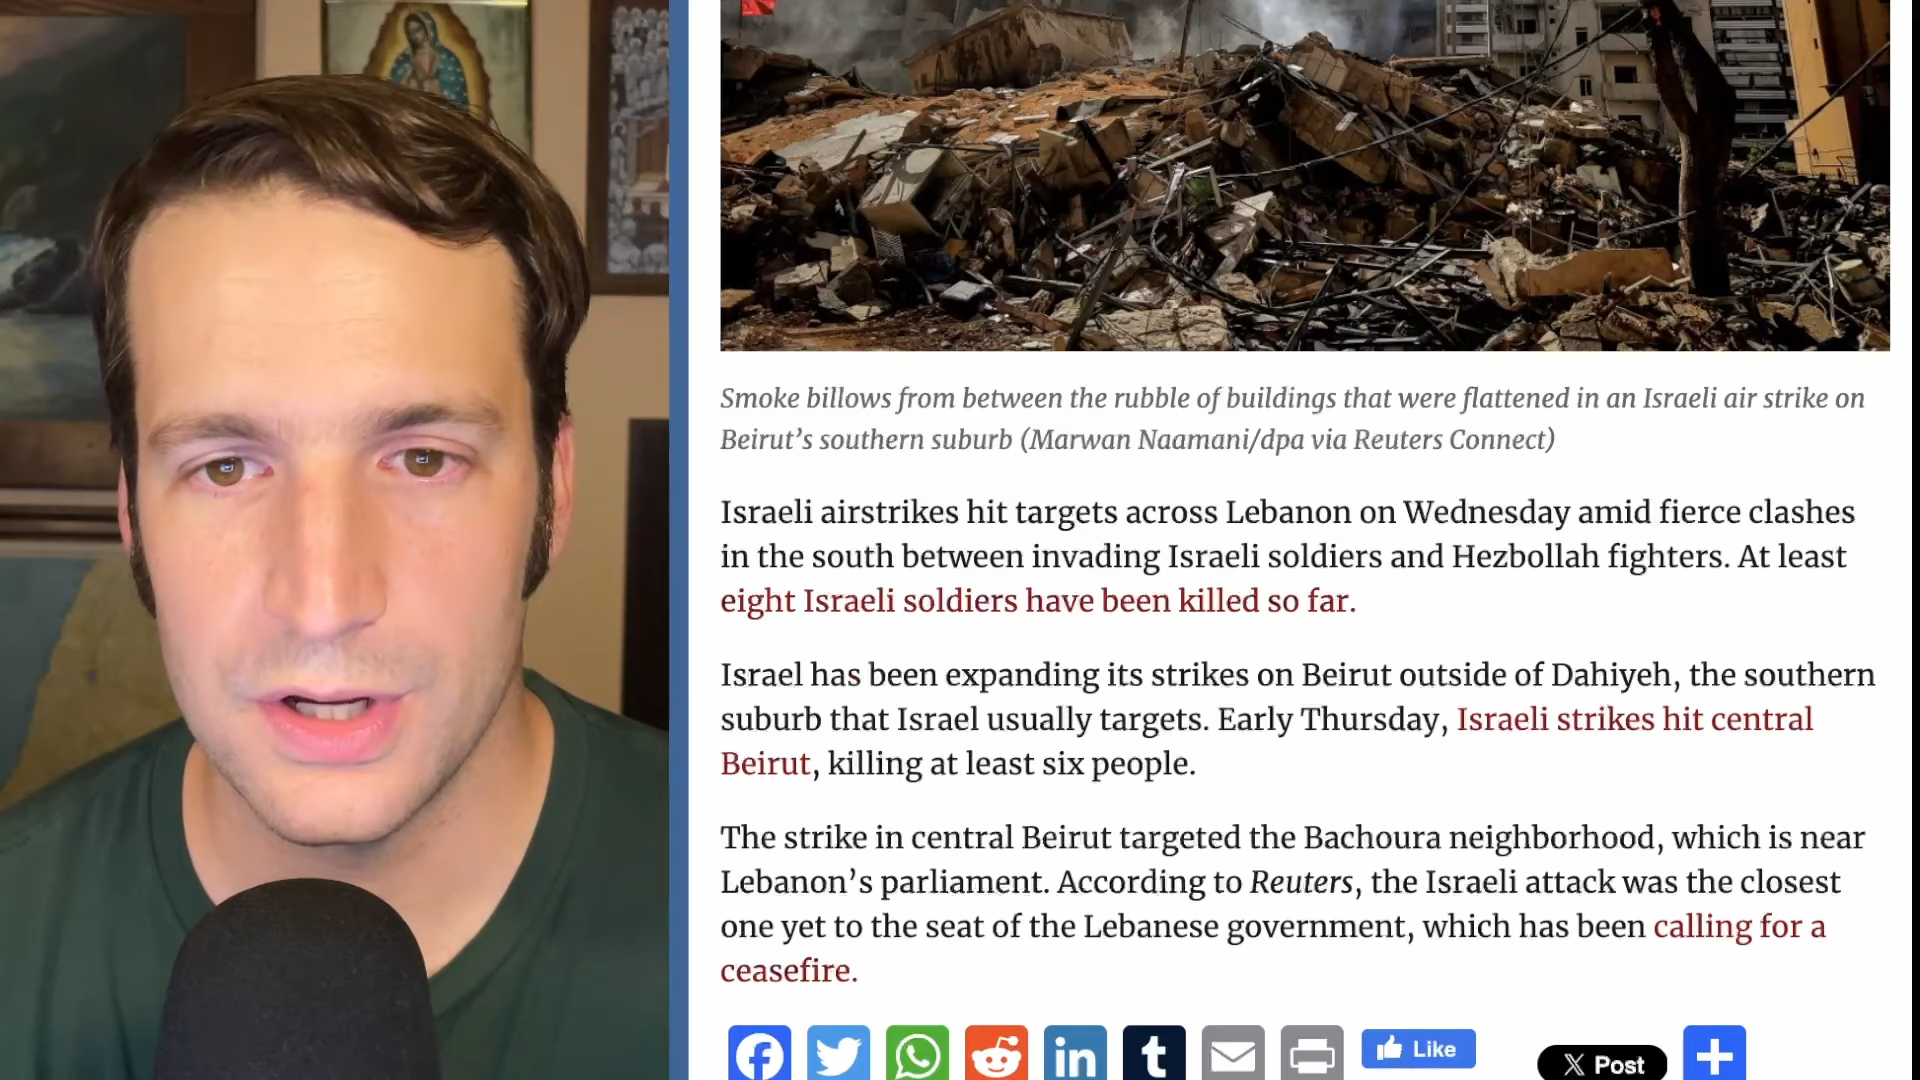 Smoke billows from between the rubble of buildings that were flattened in an Israeli air strike on
Beirut’s southern suburb (Marwan Naamani/dpa via Reuters Connect)
Israeli airstrikes hit targets across Lebanon on Wednesday amid fierce clashes
in the south between invading Israeli soldiers and Hezbollah fighters. At least
eight Israeli soldiers have been killed so far.
Israel has been expanding its strikes on Beirut outside of Dahiyeh, the southern
suburb that Israel usually targets. Early Thursday, Israeli strikes hit central
Beirut, killing at least six people.
The strike in central Beirut targeted the Bachoura neighborhood, which is near
Lebanon’s parliament. According to Reuters, the Israeli attack was the closest
one yet to the seat of the Lebanese government, which has been calling for a
ceasefire.
Like
X Post